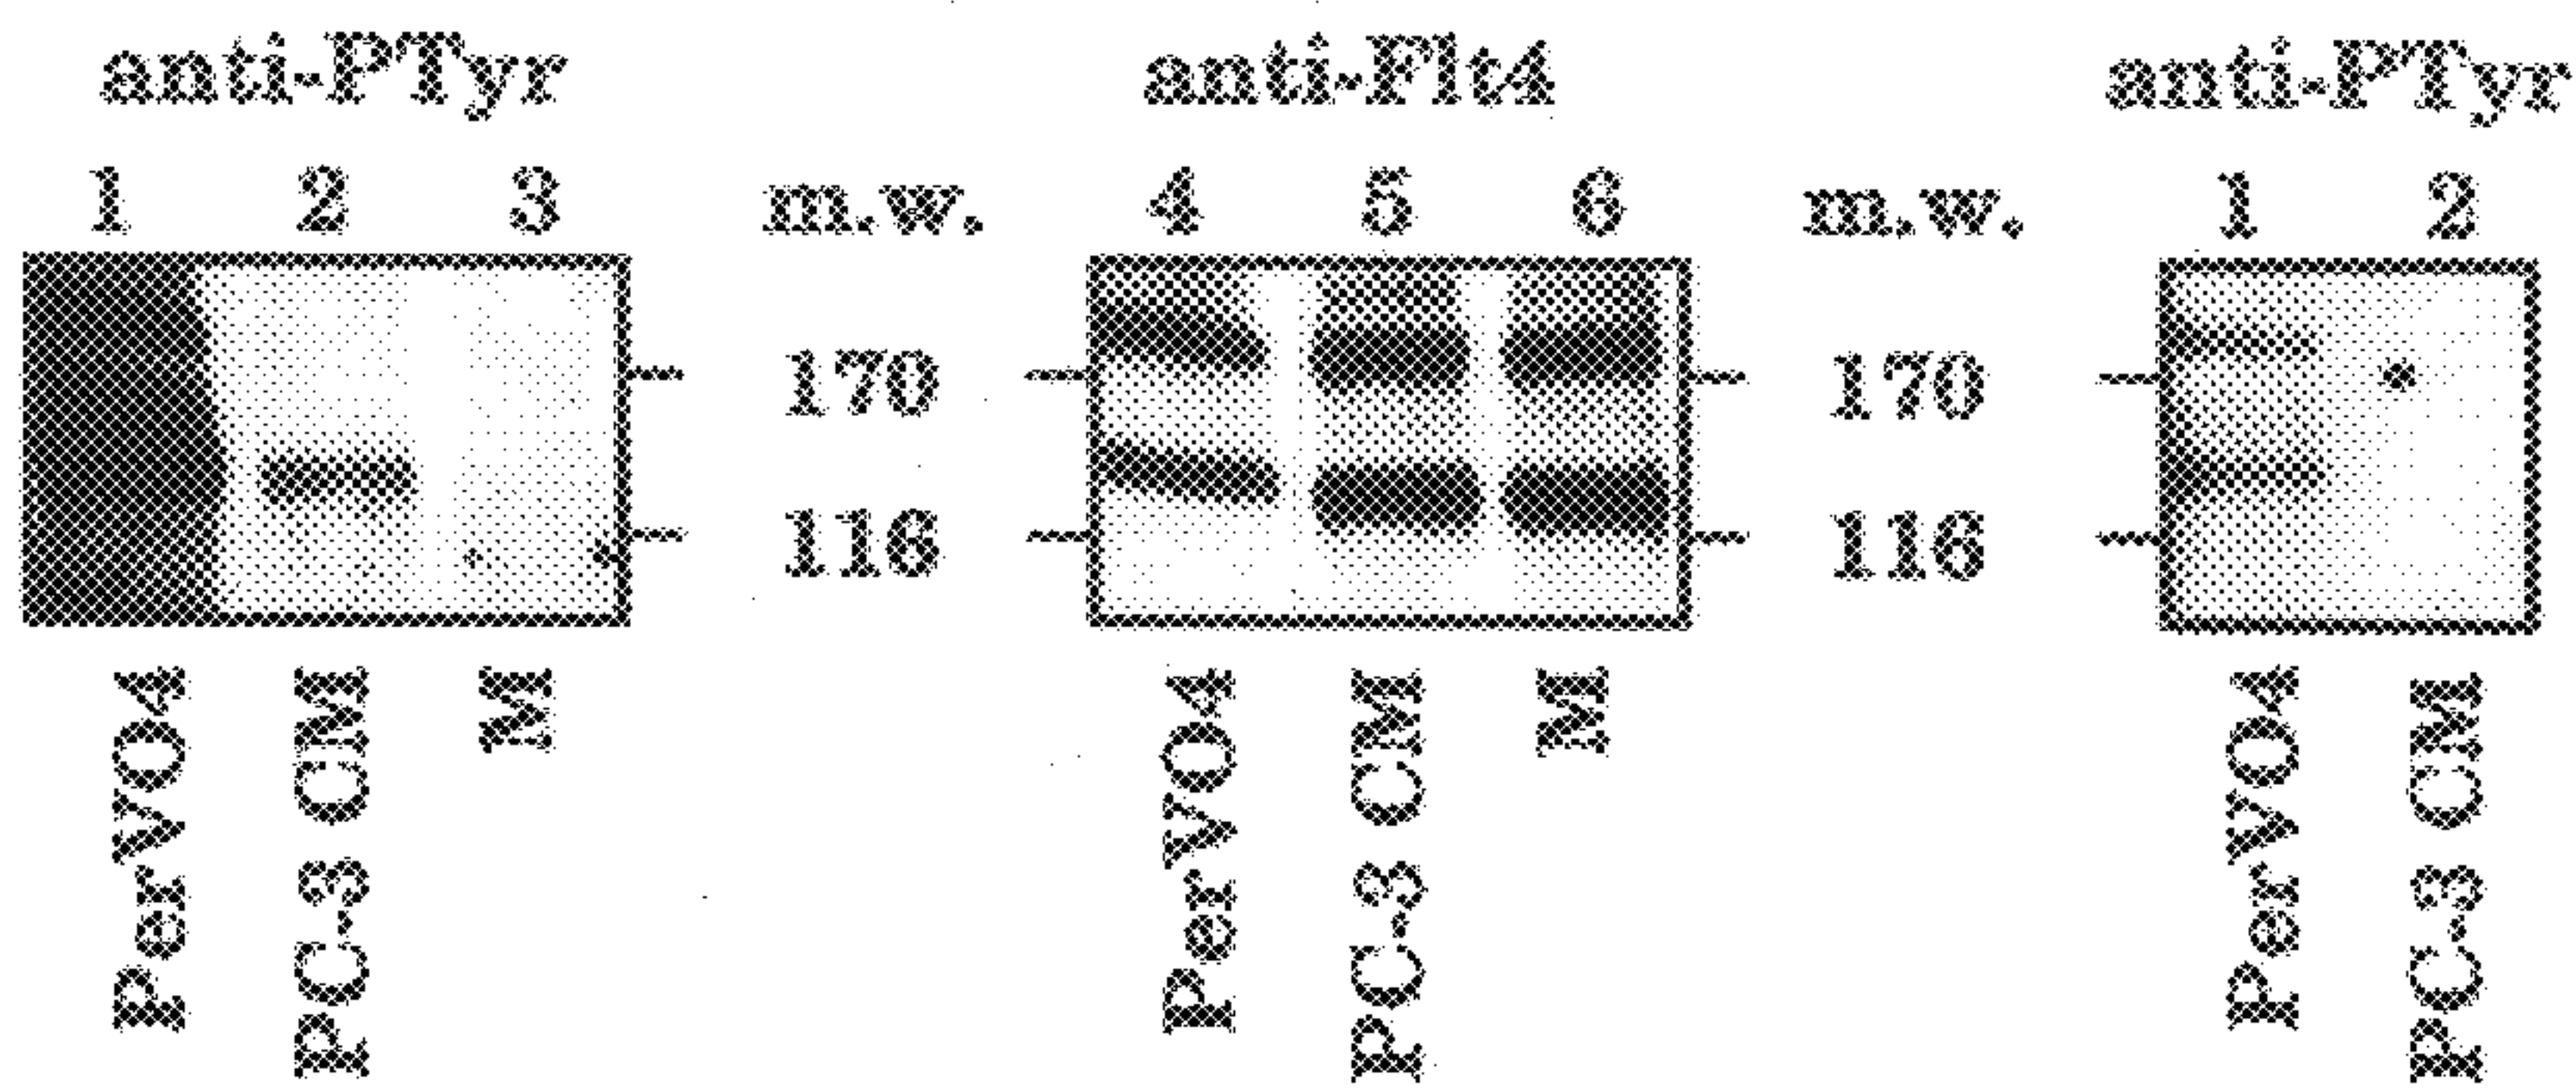 anti-PTyr anti-Flt4 anti-PTyr
1 2 3 m.w. 4 5 6 m.w. 1 2
170 170
116 116
PerVO4 PC-3 CM M PerVO4 PC-3 CM M PerVO4 PC-3 CM